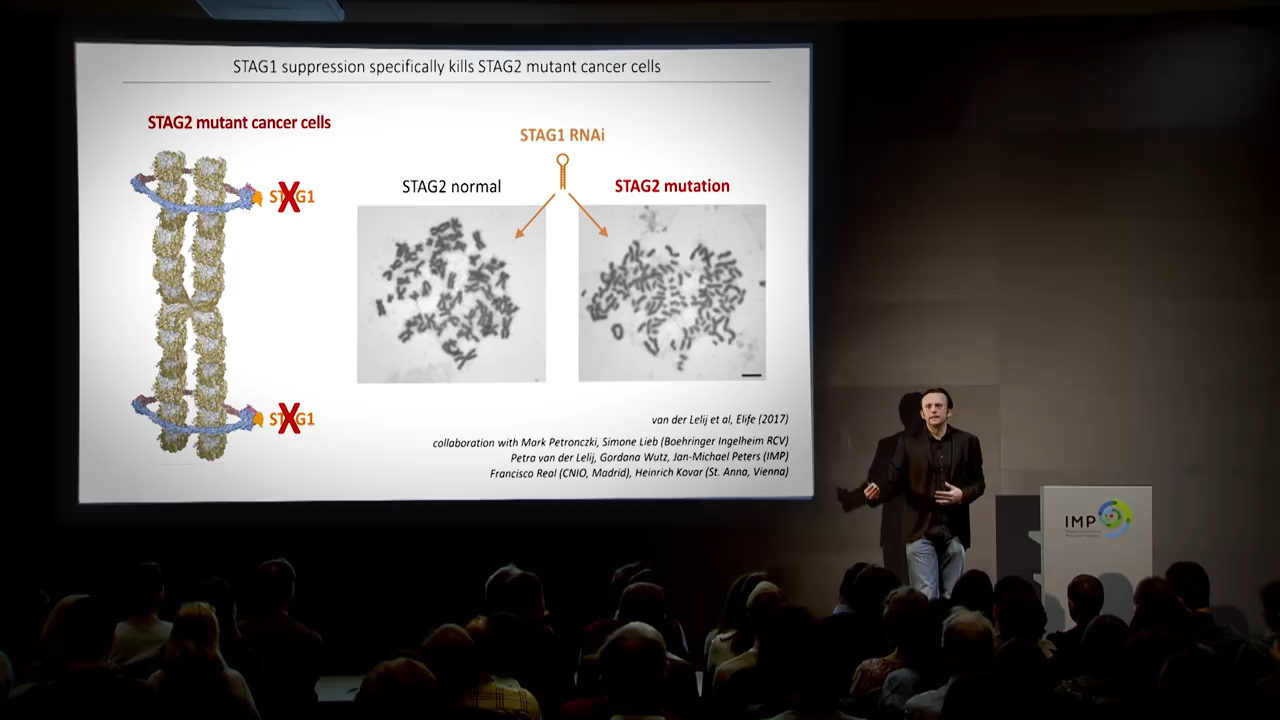 STAG1 suppression specifically kills STAG2 mutant cancer cells
STAG2 mutant cancer cells
STAG1 RNAi
STAG2 normal
STAG2 mutation
STAG1
STAG1
van der Lelij et al, Elife (2017)
collaboration with Mark Petronczki, Simone Lieb (Boehringer Ingelheim RCV)
Petra van der Lelij, Gordana Wutz, Jan-Michael Peters (IMP)
Francisco Real (CNIO, Madrid), Heinrich Kovar (St. Anna, Vienna)
IMP